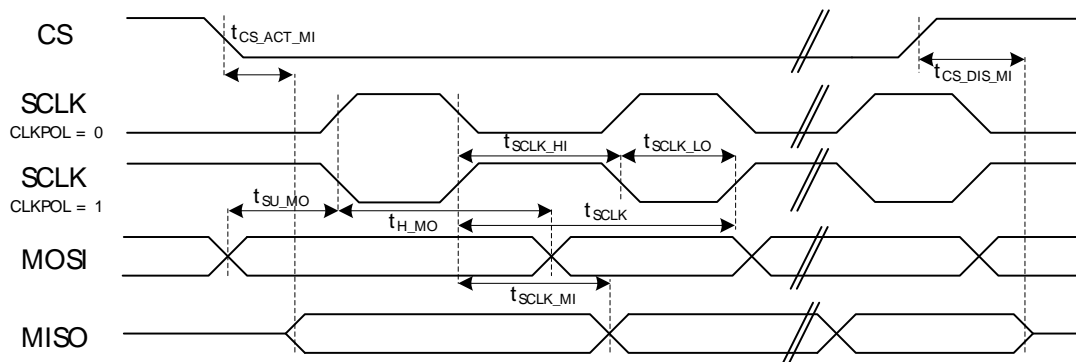 CS
tCS_ACT_MI
tCS_DIS_MI
SCLK
CLKPOL = 0
tSCLK_HI
tSCLK_LO
SCLK
CLKPOL = 1
tSU_MO
tH_MO
tSCLK
MOSI
tSCLK_MI
MISO